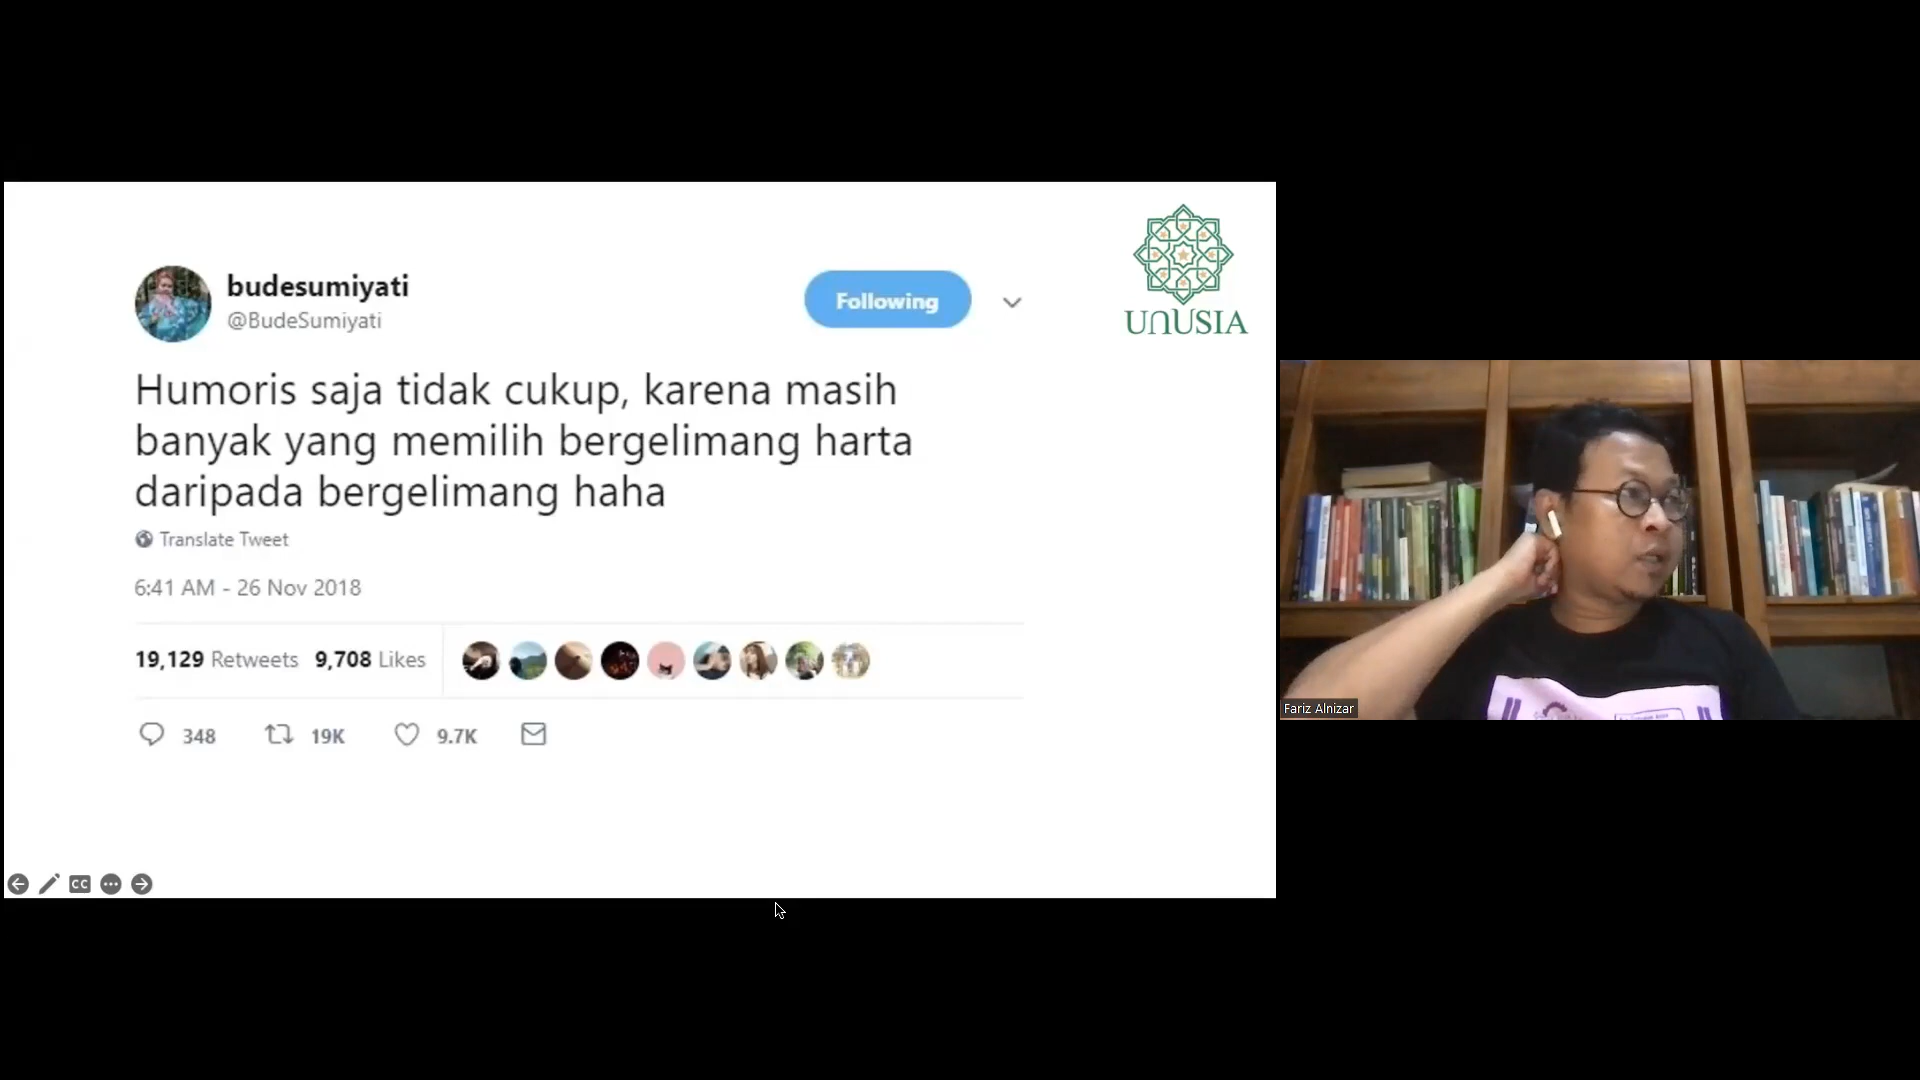 budesumiyati
@BudeSumiyati
Following
UNUSIA
Humoris saja tidak cukup, karena masih
banyak yang memilih bergelimang harta
daripada bergelimang haha
Translate Tweet
6:41 AM - 26 Nov 2018
19,129 Retweets 9,708 Likes
348 19K 9.7K
CC
Fariz Alnizar